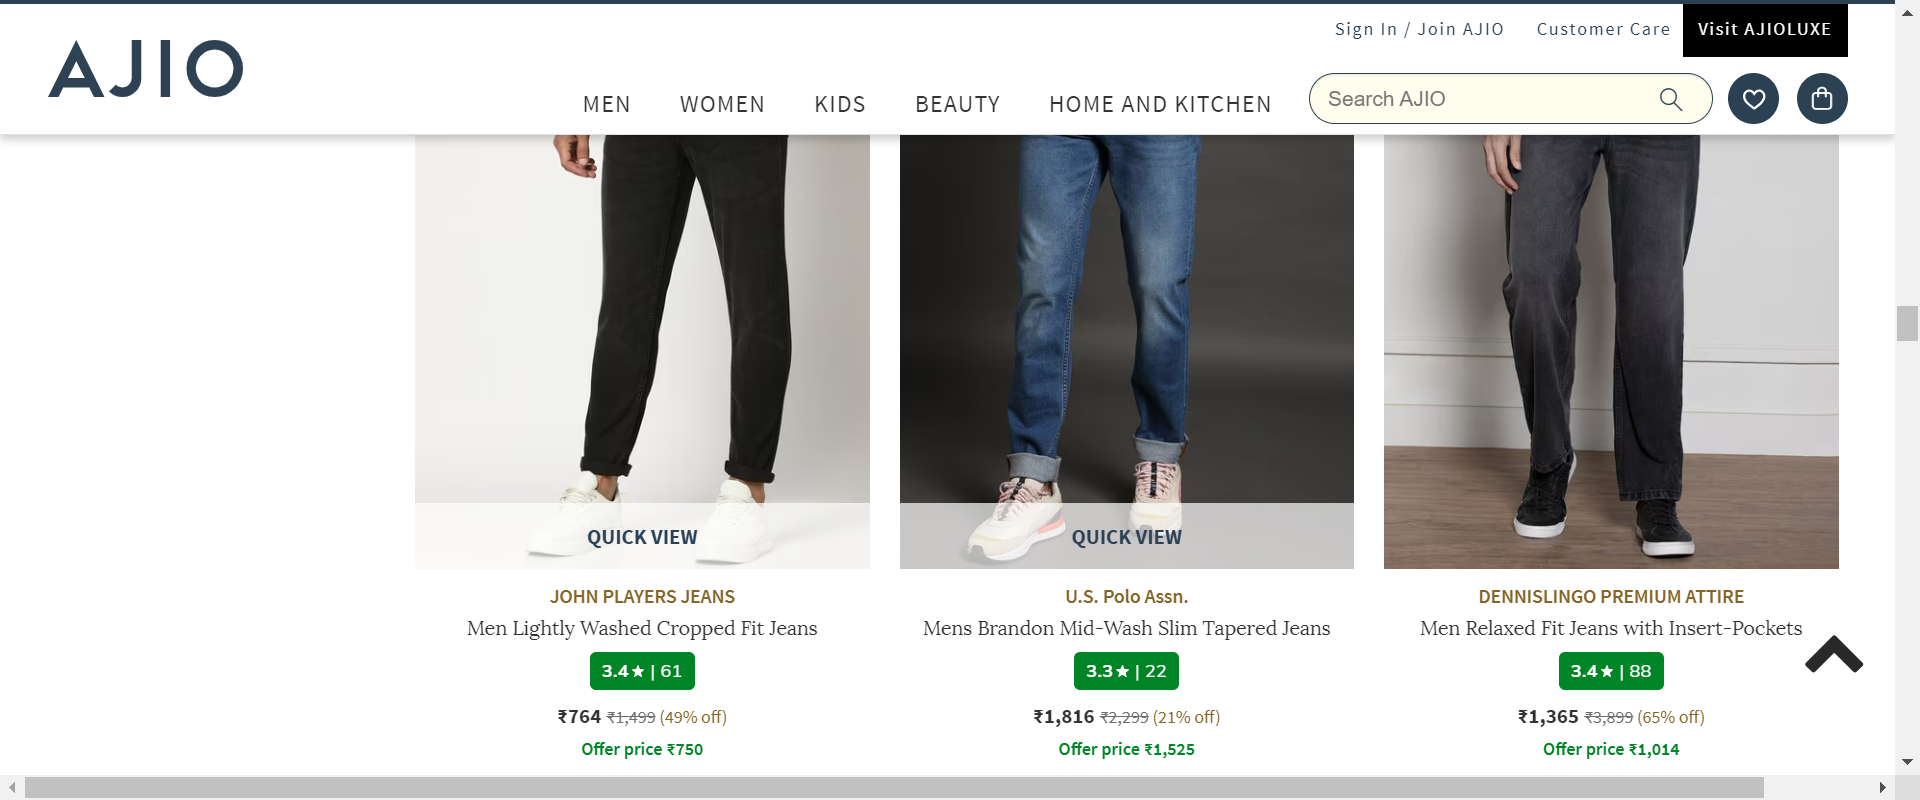 Sign In / Join AJIO
Customer Care
Visit AJIOLUXE
AJIO
MEN
WOMEN
KIDS
BEAUTY
HOME AND KITCHEN
Search AJIO
QUICK VIEW
JOHN PLAYERS JEANS
Men Lightly Washed Cropped Fit Jeans
3.4★ | 61
₹764 ₹1,499 (49% off)
Offer price ₹750
QUICK VIEW
U.S. Polo Assn.
Mens Brandon Mid-Wash Slim Tapered Jeans
3.3★ | 22
₹1,816 ₹2,299 (21% off)
Offer price ₹1,525
DENNISLINGO PREMIUM ATTIRE
Men Relaxed Fit Jeans with Insert-Pockets
3.4★ | 88
₹1,365 ₹3,899 (65% off)
Offer price ₹1,014